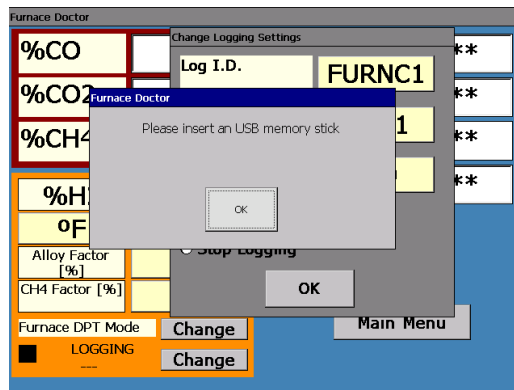 Furnace Doctor
Change Logging Settings
%CO
**
Log I.D.
FURNC1
%CO2
**
Furnace Doctor
Please insert an USB memory stick
1
%CH4
**
OK
%H
**
ºF
Stop Logging
Alloy Factor
[%]
CH4 Factor [%]
OK
Furnace DPT Mode
Change
Main Menu
LOGGING
---
Change